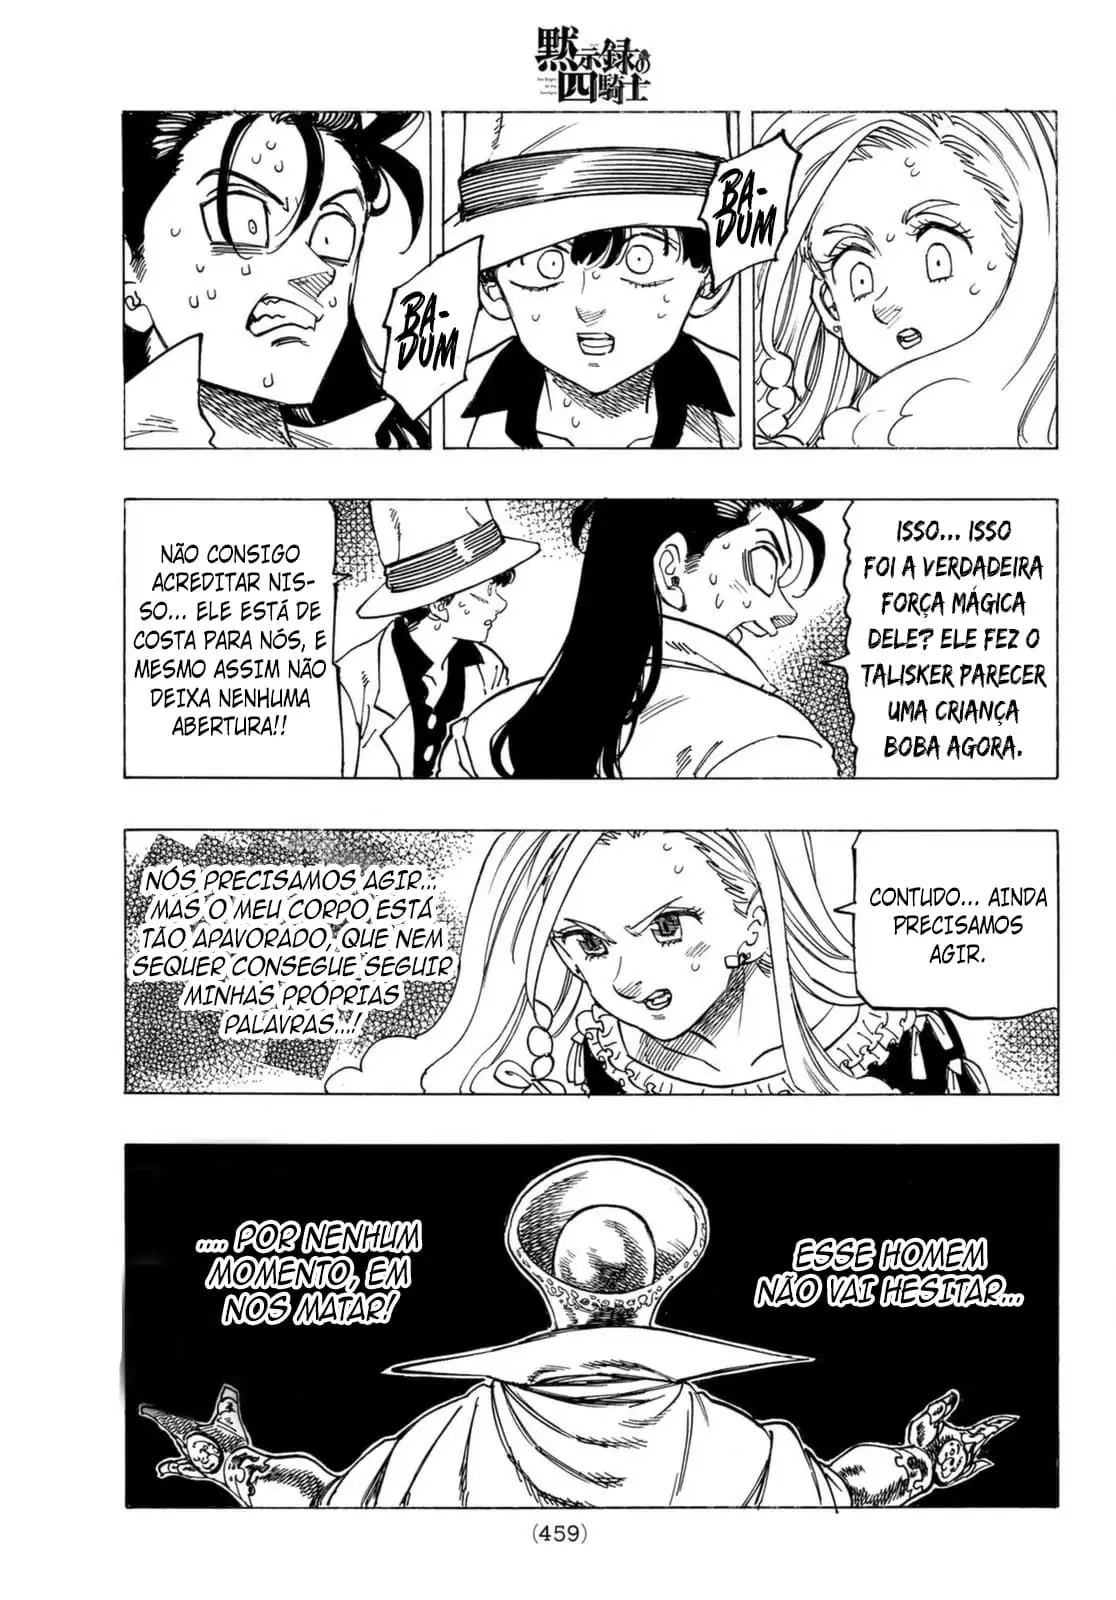 黙示録の
四騎士
BA-
DUM
BA-
DUM
ISSO... ISSO
FOI A VERDADEIRA
FORÇA MÁGICA
DELE? ELE FEZ O
TALISKER PARECER
UMA CRIANÇA
BOBA AGORA.
NÃO CONSIGO
ACREDITAR NIS-
SO... ELE ESTÁ DE
COSTA PARA NÓS, E
MESMO ASSIM NÃO
DEIXA NENHUMA
ABERTURA!!
CONTUDO... AINDA
PRECISAMOS
AGIR.
NÓS PRECISAMOS AGIR...
MAS O MEU CORPO ESTÁ
TÃO APAVORADO, QUE NEM
SEQUER CONSEGUE SEGUIR
MINHAS PRÓPRIAS
PALAVRAS...!
ESSE HOMEM
NÃO VAI HESITAR...
.... POR NENHUM
MOMENTO, EM
NOS MATAR!
(459)